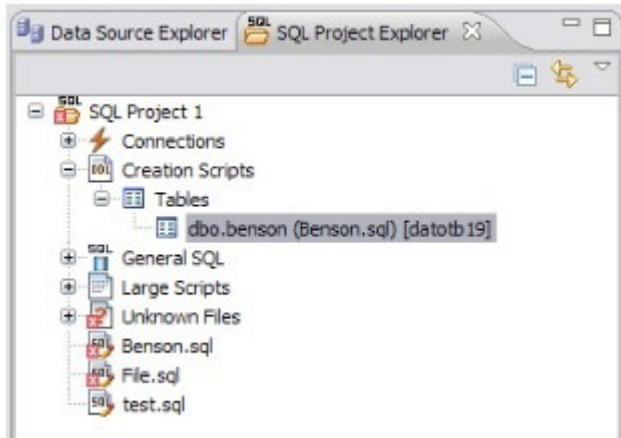 Data Source Explorer SQL Project Explorer
SQL Project 1
Connections
Creation Scripts
Tables
dbo.benson (Benson.sql) [datotb19]
General SQL
Large Scripts
Unknown Files
Benson.sql
File.sql
test.sql